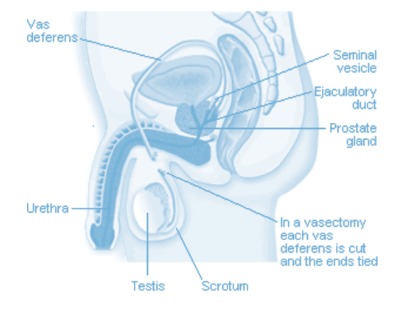 Vas
deferens
Seminal
vesicle
Ejaculatory
duct
Prostate
gland
Urethra
In a vasectomy
each vas
deferens is cut
and the ends tied
Testis
Scrotum